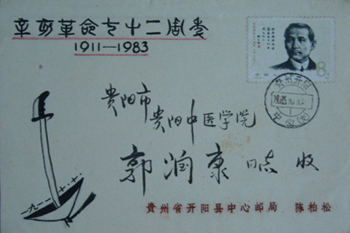 辛亥革命七十二周年
1911—1983
8分
贵阳市
贵阳中医学院
郭润康 同志 收
贵州省开阳县中心邮局 陈柏松